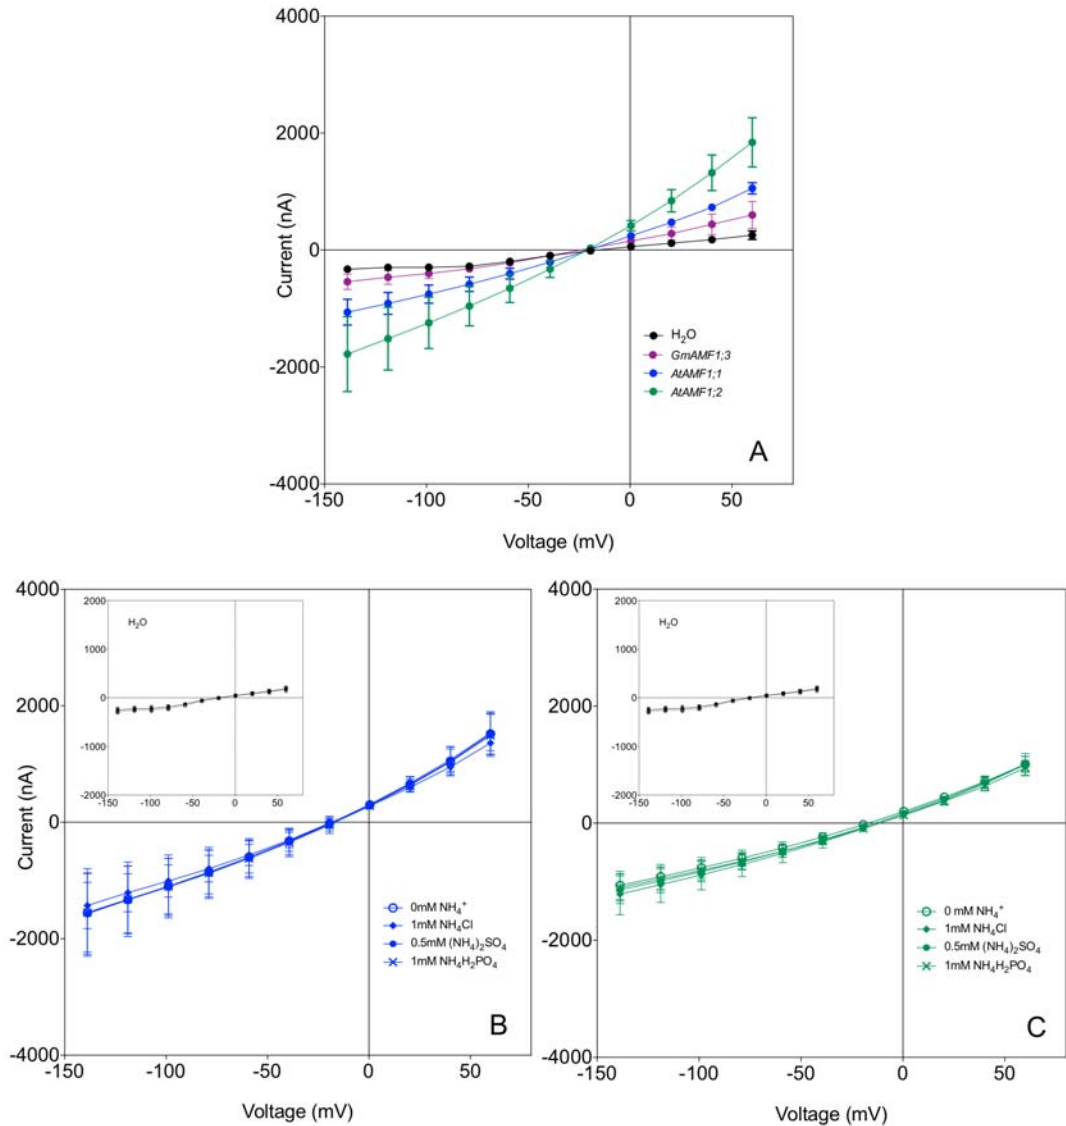 4000
2000
0
-2000
-4000
Current (nA)
-150
-100
-50
0
50
Voltage (mV)
H₂O
GmAMF1;3
AtAMF1;1
AtAMF1;2
A
4000
2000
0
-2000
-4000
Current (nA)
-150
-100
-50
0
50
Voltage (mV)
2000
1000
0
-1000
-2000
-150
-100
-50
0
50
H₂O
0mM NH₄⁺
1mM NH₄Cl
0.5mM (NH₄)₂SO₄
1mM NH₄H₂PO₄
B
4000
2000
0
-2000
-4000
Current (nA)
-150
-100
-50
0
50
Voltage (mV)
2000
1000
0
-1000
-2000
-150
-100
-50
0
50
H₂O
0 mM NH₄⁺
1mM NH₄Cl
0.5mM (NH₄)₂SO₄
1mM NH₄H₂PO₄
C